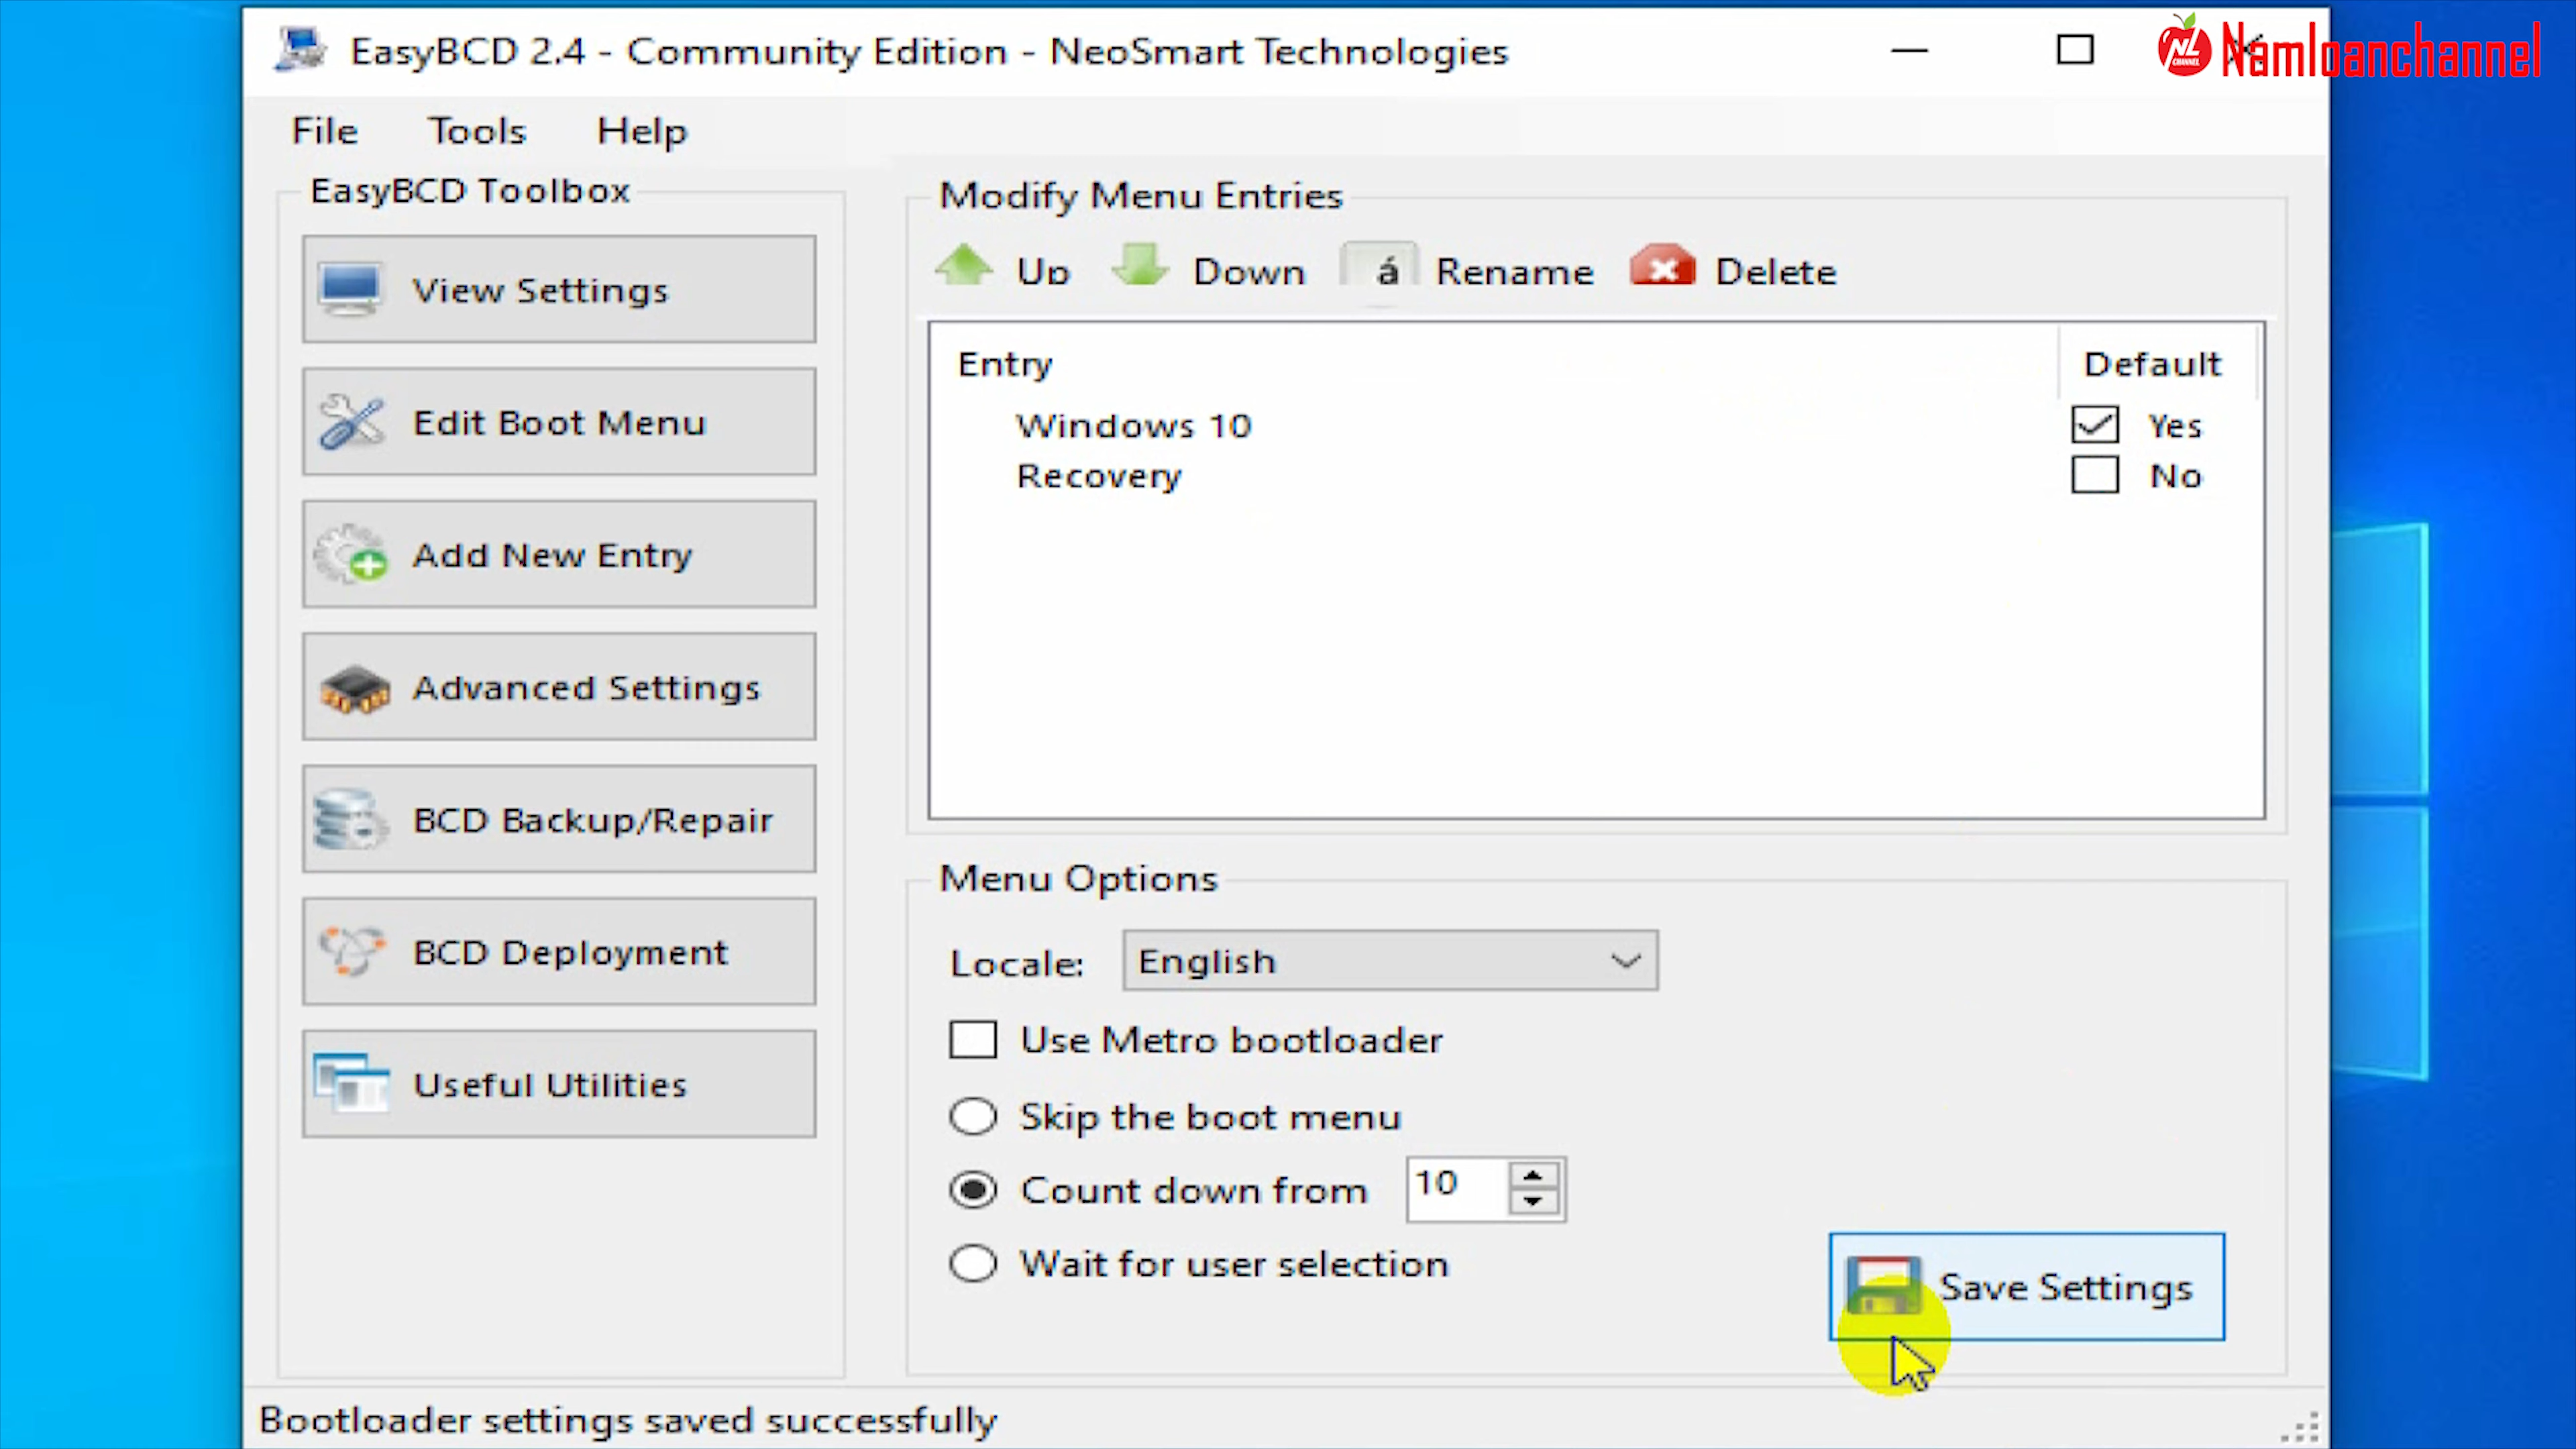 EasyBCD 2.4 - Community Edition - NeoSmart Technologies
NL CHANNEL
Namloanchannel
File Tools Help
EasyBCD Toolbox
View Settings
Edit Boot Menu
Add New Entry
Advanced Settings
BCD Backup/Repair
BCD Deployment
Useful Utilities
Modify Menu Entries
Up Down á Rename Delete
Entry Default
Windows 10 Yes
Recovery No
Menu Options
Locale: English
Use Metro bootloader
Skip the boot menu
Count down from 10
Wait for user selection
Save Settings
Bootloader settings saved successfully